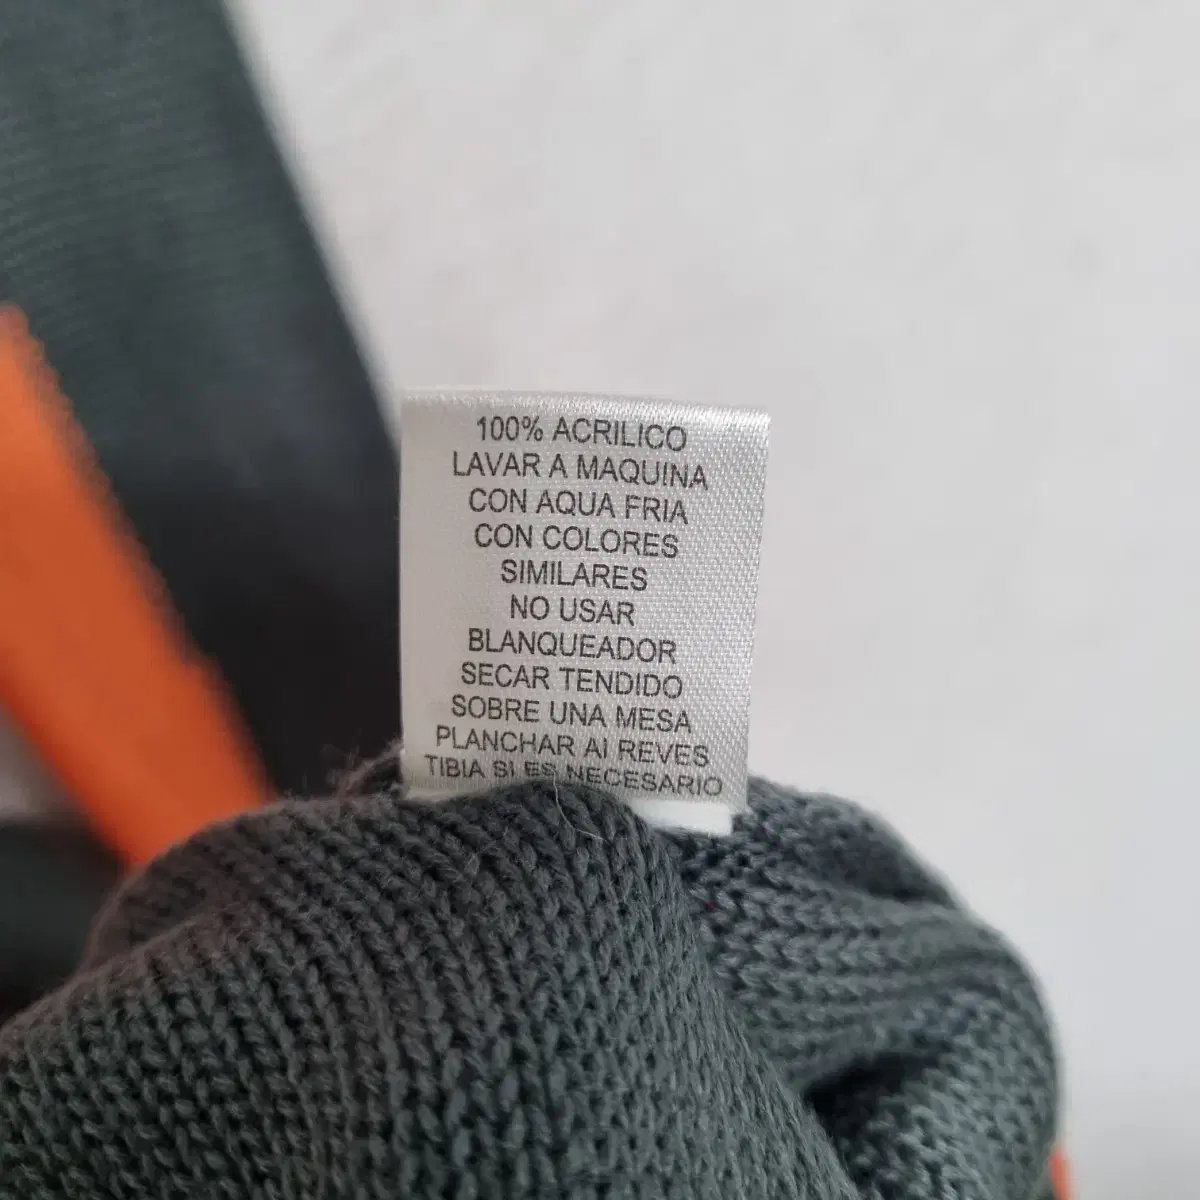 100% ACRILICO
LAVAR A MAQUINA
CON AQUA FRIA
CON COLORES
SIMILARES
NO USAR
BLANQUEADOR
SECAR TENDIDO
SOBRE UNA MESA
PLANCHAR AI REVES
TIBIA SI ES NECESARIO